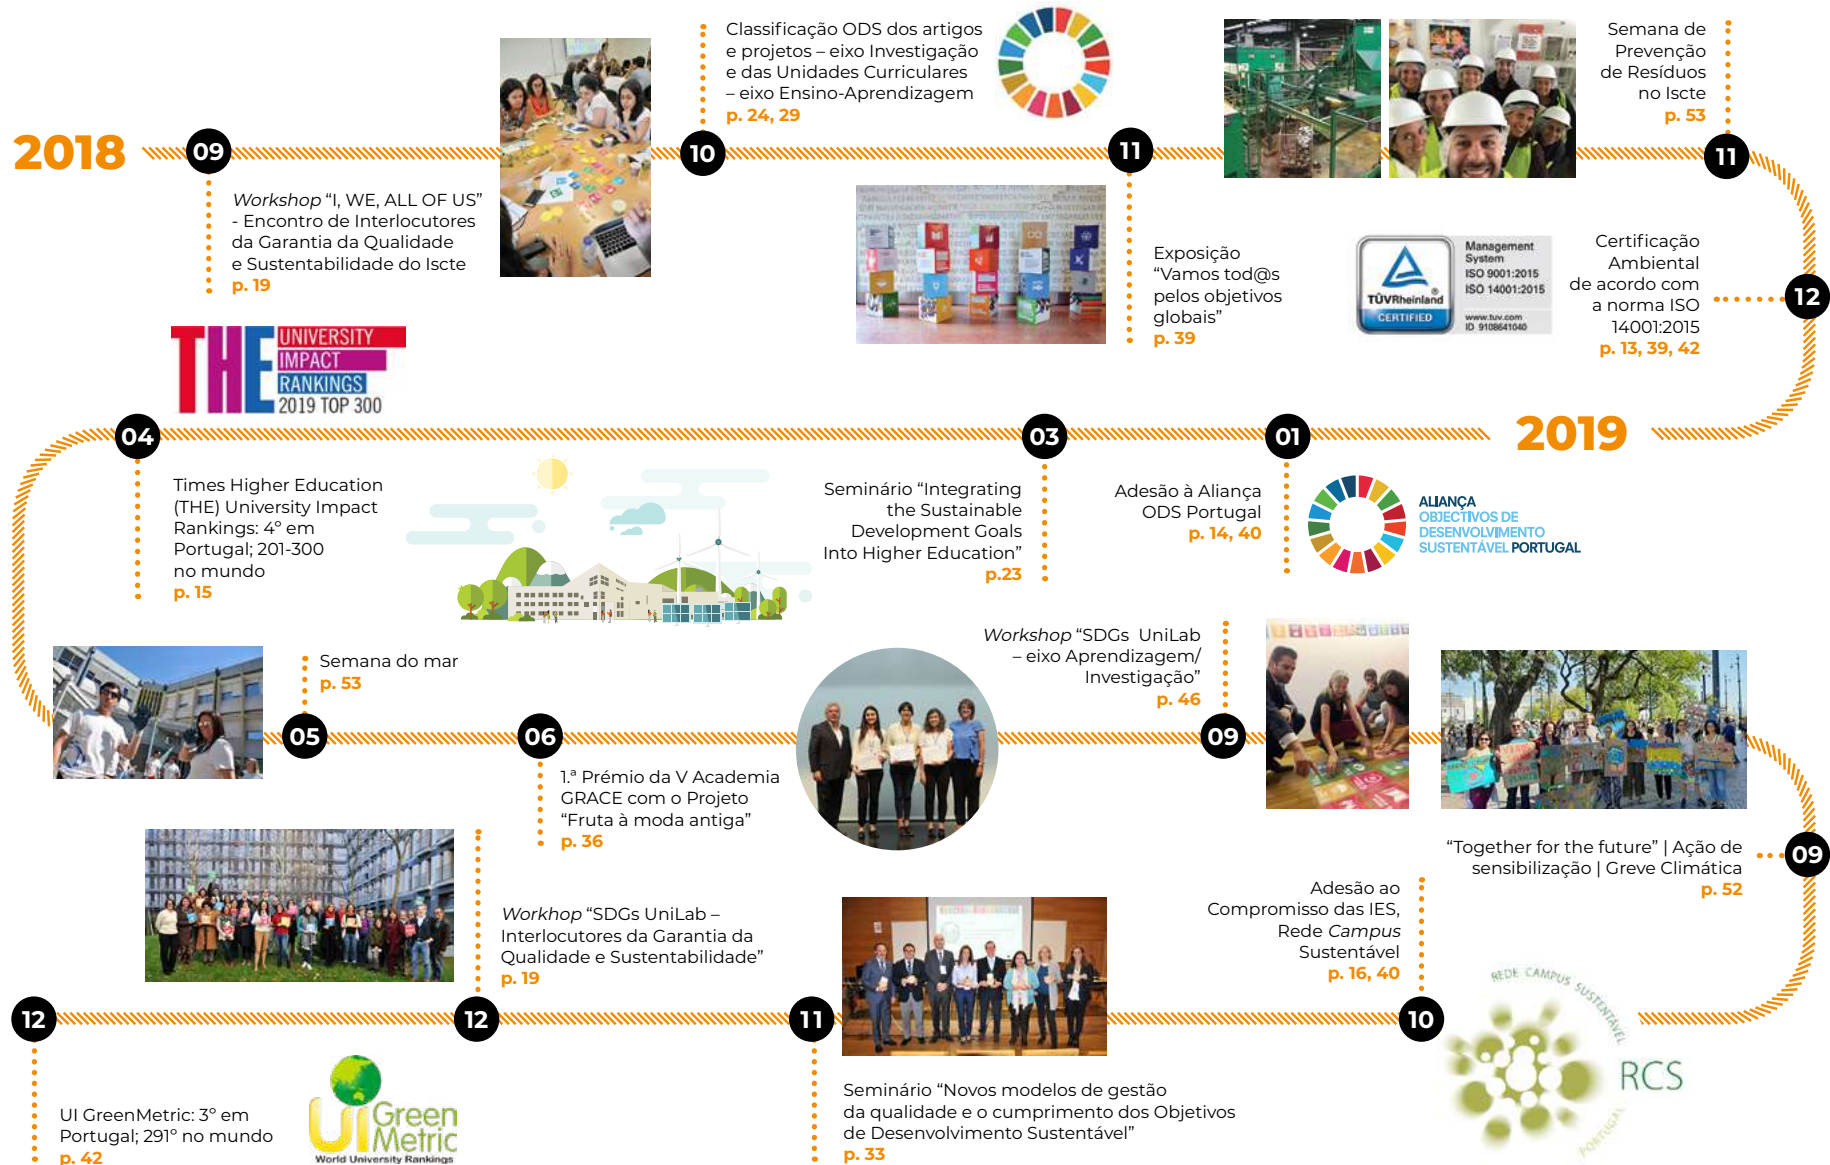 2018
09
Workshop “I, WE, ALL OF US”
- Encontro de Interlocutores
da Garantia da Qualidade
e Sustentabilidade do Iscte
p. 19
10
Classificação ODS dos artigos
e projetos – eixo Investigação
e das Unidades Curriculares
– eixo Ensino-Aprendizagem
p. 24, 29
11
Exposição
“Vamos tod@s
pelos objetivos
globais”
p. 39
11
Semana de
Prevenção
de Resíduos
no Iscte
p. 53
12
Certificação
Ambiental
de acordo com
a norma ISO
14001:2015
p. 13, 39, 42
TÜVRheinland
®
CERTIFIED
Management
System
ISO 9001:2015
ISO 14001:2015
www.tuv.com
ID 9108641040
2019
01
Adesão à Aliança
ODS Portugal
p. 14, 40
ALIANÇA
OBJECTIVOS DE
DESENVOLVIMENTO
SUSTENTÁVEL PORTUGAL
03
Seminário “Integrating
the Sustainable
Development Goals
Into Higher Education”
p.23
04
THE UNIVERSITY
IMPACT
RANKINGS
2019 TOP 300
Times Higher Education
(THE) University Impact
Rankings: 4º em
Portugal; 201-300
no mundo
p. 15
05
Semana do mar
p. 53
06
1.ª Prémio da V Academia
GRACE com o Projeto
“Fruta à moda antiga”
p. 36
09
Workshop “SDGs UniLab
– eixo Aprendizagem/
Investigação”
p. 46
09
“Together for the future” | Ação de
sensibilização | Greve Climática
p. 52
10
Adesão ao
Compromisso das IES,
Rede Campus
Sustentável
p. 16, 40
REDE CAMPUS SUSTENTÁVEL
RCS
PORTUGAL
11
Seminário “Novos modelos de gestão
da qualidade e o cumprimento dos Objetivos
de Desenvolvimento Sustentável”
p. 33
12
Workhop “SDGs UniLab –
Interlocutores da Garantia da
Qualidade e Sustentabilidade”
p. 19
12
UI GreenMetric: 3º em
Portugal; 291º no mundo
p. 42
UI Green
Metric
World University Rankings